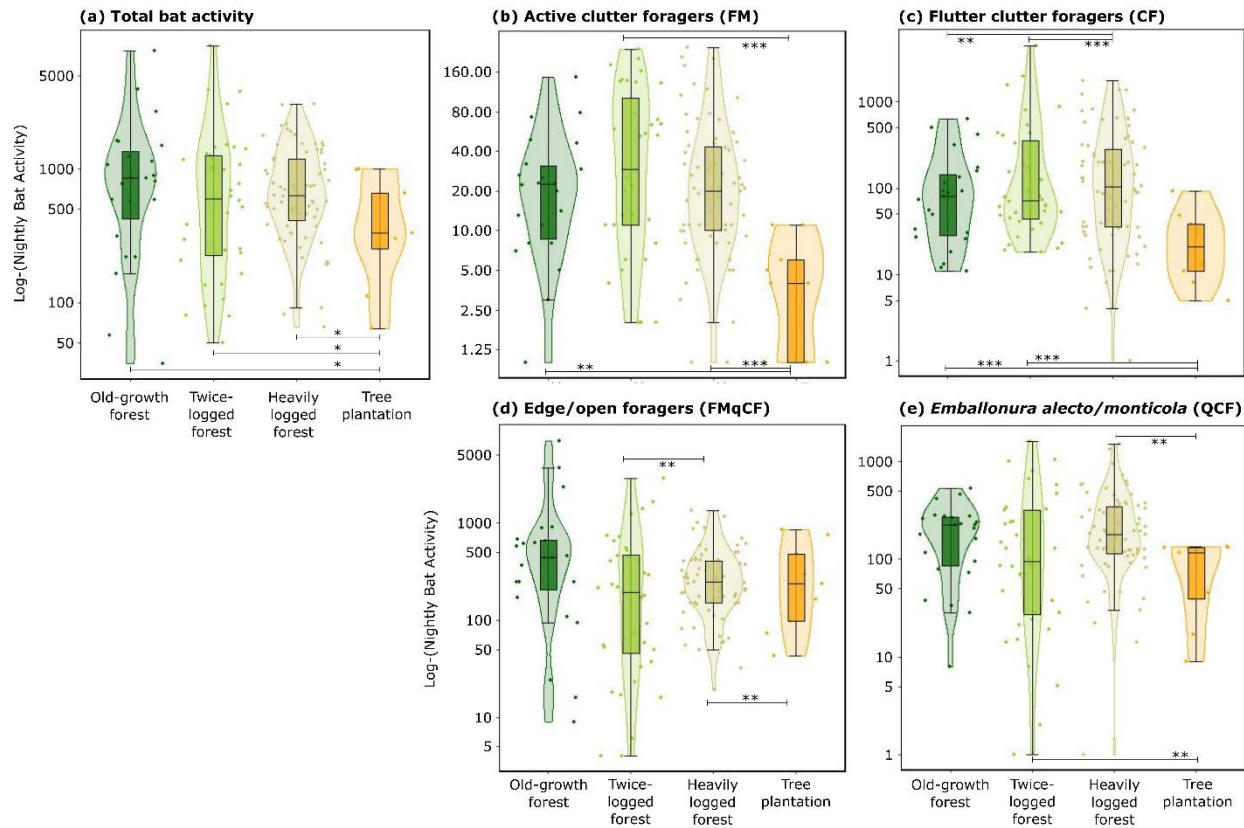 (a) Total bat activity
(b) Active clutter foragers (FM)
(c) Flutter clutter foragers (CF)
Log-(Nightly Bat Activity)
5000
1000
500
100
50
*
*
*
Old-growth forest
Twice-logged forest
Heavily logged forest
Tree plantation
160.00
80.00
40.00
20.00
10.00
5.00
2.50
1.25
***
**
***
1000
500
100
50
10
5
1
**
***
***
***
(d) Edge/open foragers (FMqCF)
(e) Emballonura alecto/monticola (QCF)
Log-(Nightly Bat Activity)
5000
1000
500
100
50
10
5
**
**
Old-growth
forest
Twice-
logged
forest
Heavily
logged forest
Tree
plantation
1000
500
100
50
10
5
1
**
**
Old-growth
forest
Twice-
logged forest
Heavily
logged forest
Tree
plantation